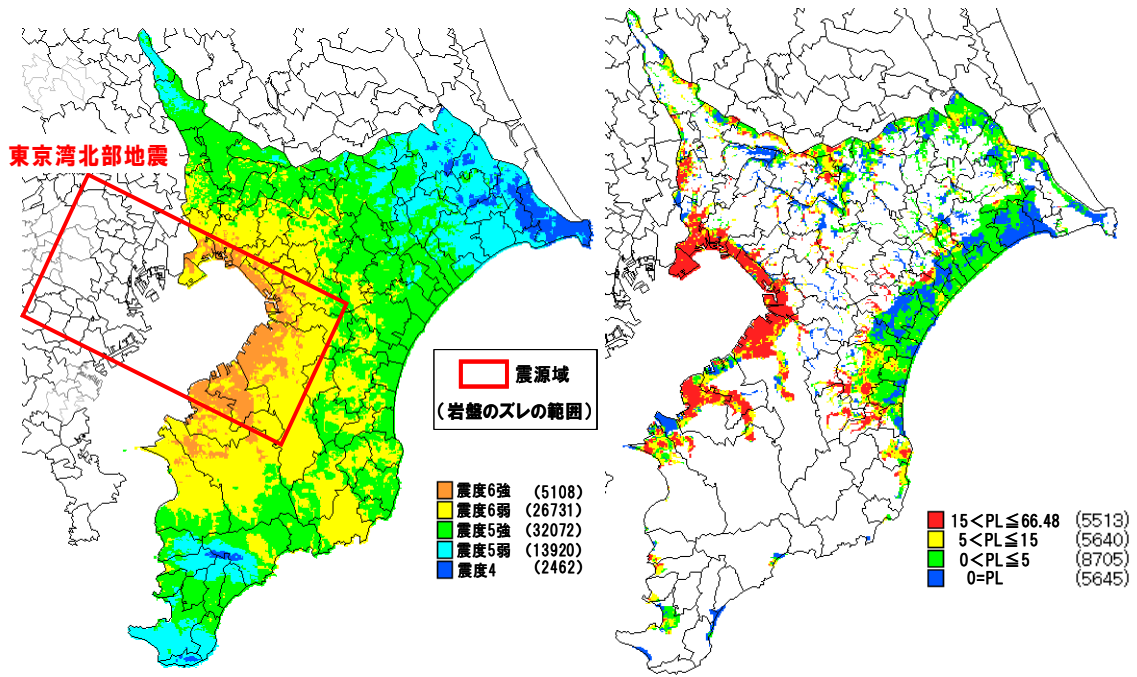 東京湾北部地震
震源域
(岩盤のズレの範囲)
震度6強 (5108)
震度6弱 (26731)
震度5強 (32072)
震度5弱 (13920)
震度4 (2462)
15<PL≦66.48 (5513)
5<PL≦15 (5640)
0<PL≦5 (8705)
0=PL (5645)